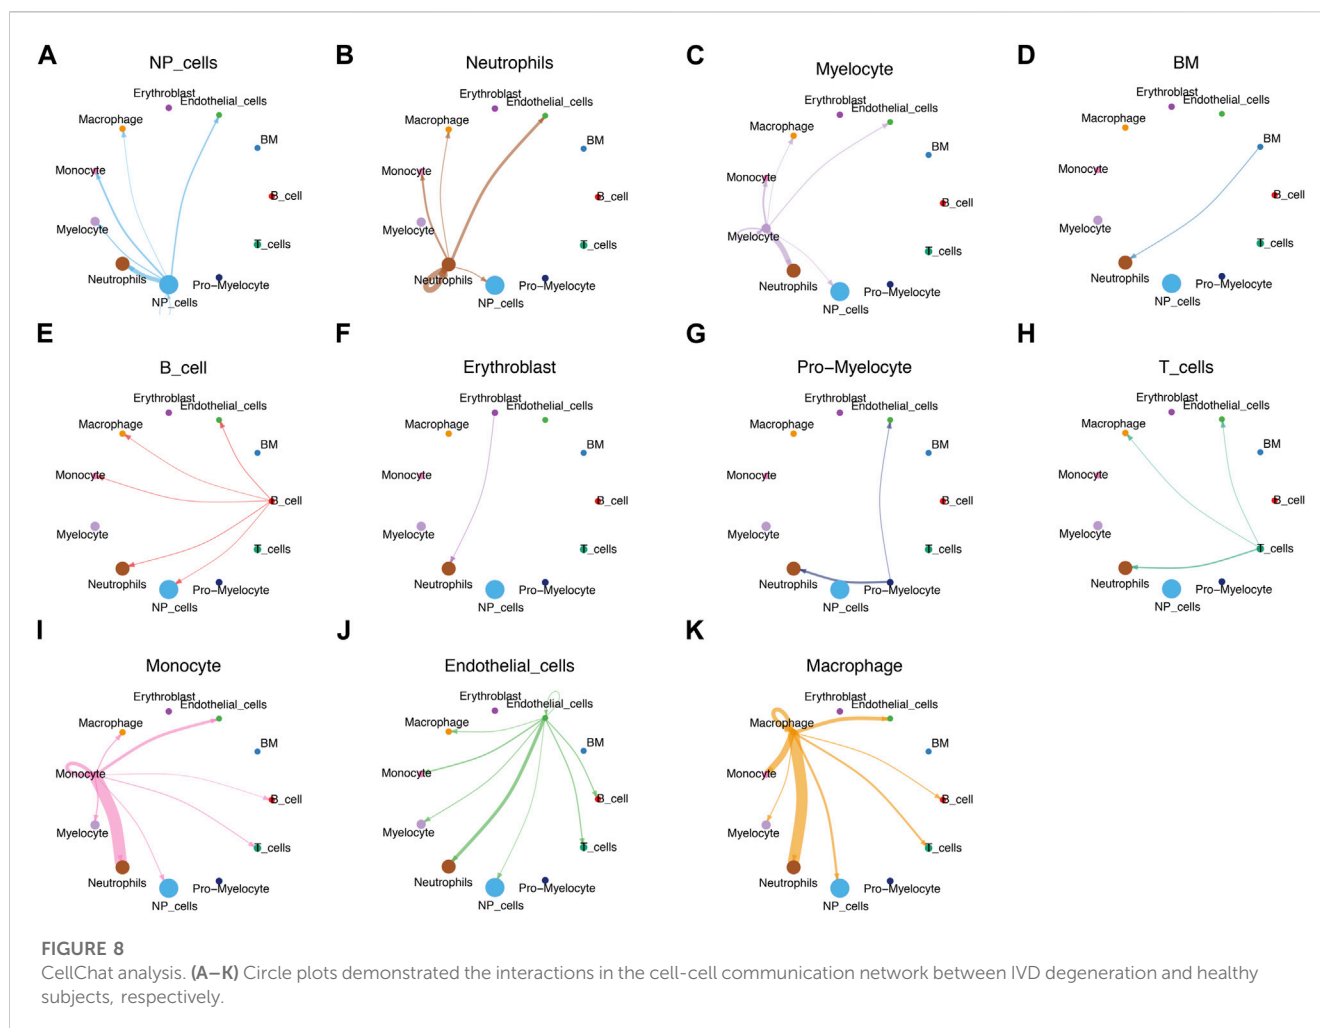 A
NP_cells
Erythroblast
Endothelial_cells
Macrophage
BM
Monocyte
B_cell
Myelocyte
T_cells
Neutrophils
Pro-Myelocyte
NP_cells
B
Neutrophils
Erythroblast
Endothelial_cells
Macrophage
BM
Monocyte
B_cell
Myelocyte
T_cells
Neutrophils
Pro-Myelocyte
NP_cells
C
Myelocyte
Erythroblast
Endothelial_cells
Macrophage
BM
Monocyte
B_cell
Myelocyte
T_cells
Neutrophils
Pro-Myelocyte
NP_cells
D
BM
Erythroblast
Endothelial_cells
Macrophage
BM
Monocyte
B_cell
Myelocyte
T_cells
Neutrophils
Pro-Myelocyte
NP_cells
E
B_cell
Erythroblast
Endothelial_cells
Macrophage
BM
Monocyte
B_cell
Myelocyte
T_cells
Neutrophils
Pro-Myelocyte
NP_cells
F
Erythroblast
Erythroblast
Endothelial_cells
Macrophage
BM
Monocyte
B_cell
Myelocyte
T_cells
Neutrophils
Pro-Myelocyte
NP_cells
G
Pro-Myelocyte
Erythroblast
Endothelial_cells
Macrophage
BM
Monocyte
B_cell
Myelocyte
T_cells
Neutrophils
Pro-Myelocyte
NP_cells
H
T_cells
Erythroblast
Endothelial_cells
Macrophage
BM
Monocyte
B_cell
Myelocyte
T_cells
Neutrophils
Pro-Myelocyte
NP_cells
I
Monocyte
Erythroblast
Endothelial_cells
Macrophage
BM
Monocyte
B_cell
Myelocyte
T_cells
Neutrophils
Pro-Myelocyte
NP_cells
J
Endothelial_cells
Erythroblast
Endothelial_cells
Macrophage
BM
Monocyte
B_cell
Myelocyte
T_cells
Neutrophils
Pro-Myelocyte
NP_cells
K
Macrophage
Erythroblast
Endothelial_cells
Macrophage
BM
Monocyte
B_cell
Myelocyte
T_cells
Neutrophils
Pro-Myelocyte
NP_cells
FIGURE 8
CellChat analysis. (A–K) Circle plots demonstrated the interactions in the cell-cell communication network between IVD degeneration and healthy
subjects, respectively.